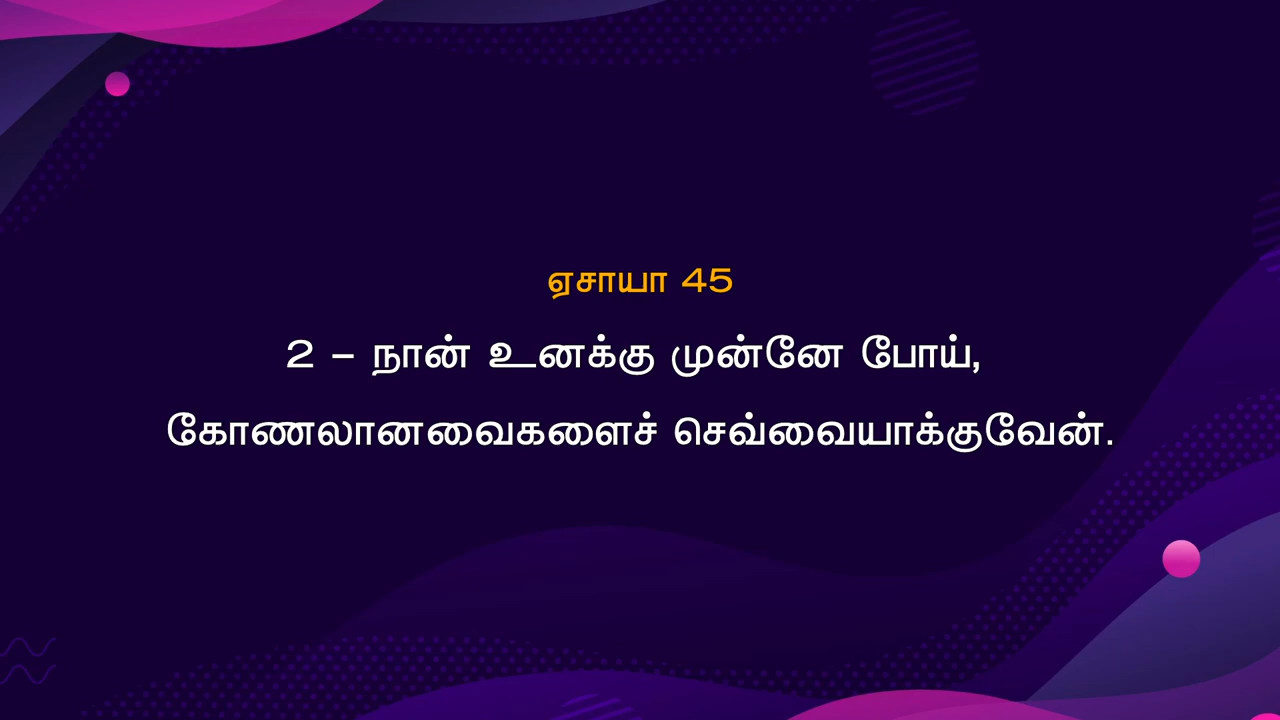 ஏசாயா 45
2 – நான் உனக்கு முன்னே போய்,
கோணலானவைகளைச் செவ்வையாக்குவேன்.